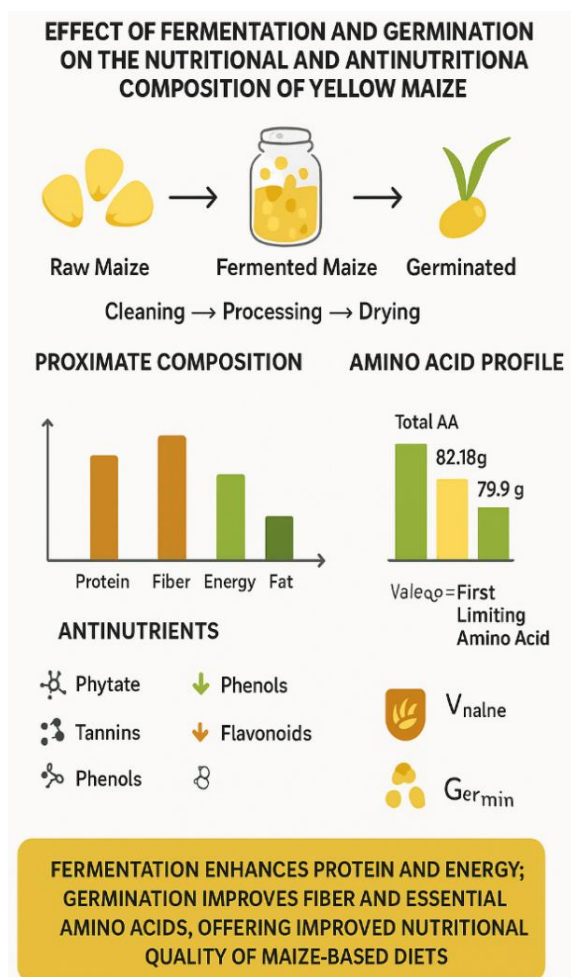 EFFECT OF FERMENTATION AND GERMINATION
ON THE NUTRITIONAL AND ANTINUTRITIONA
COMPOSITION OF YELLOW MAIZE
Raw Maize
Fermented Maize
Germinated
Cleaning → Processing → Drying
PROXIMATE COMPOSITION
Protein Fiber Energy Fat
AMINO ACID PROFILE
Total AA
82.18g
79.9 g
=First
Limiting
Amino Acid
ANTINUTRIENTS
Phytate
Phenols
Tannins
Flavonoids
Phenols
Vnalne
Germin
FERMENTATION ENHANCES PROTEIN AND ENERGY;
GERMINATION IMPROVES FIBER AND ESSENTIAL
AMINO ACIDS, OFFERING IMPROVED NUTRITIONAL
QUALITY OF MAIZE-BASED DIETS